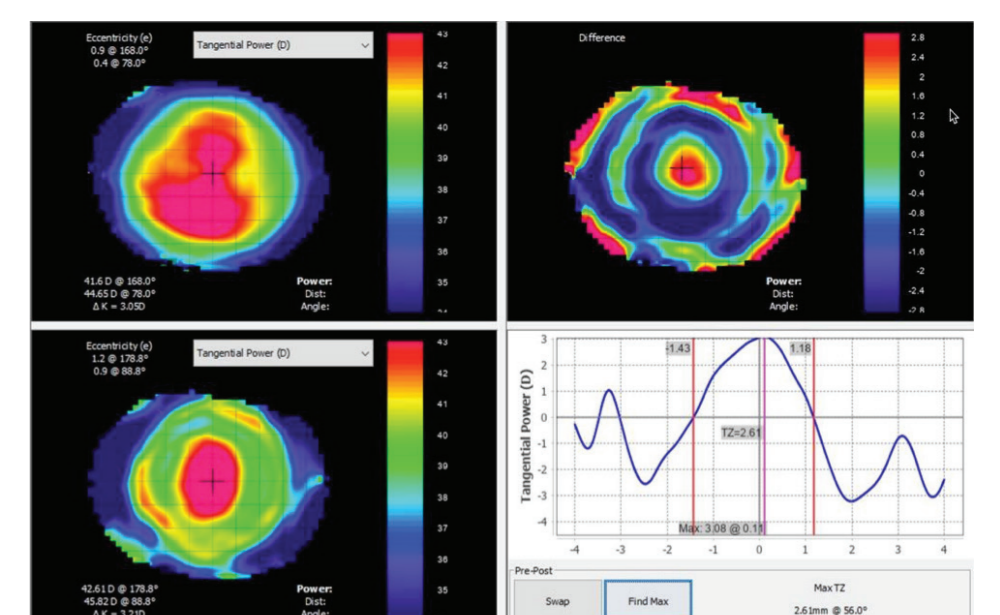 Eccentricity (e)
0.9 @ 168.0°
0.4 @ 78.0°
Tangential Power (D)
43
42
41
40
39
38
37
36
35
41.6 D @ 168.0°
44.65 D @ 78.0°
Δ K = 3.05D
Power:
Dist:
Angle:
Difference
2.8
2.4
2
1.6
1.2
0.8
0.4
0
-0.4
-0.8
-1.2
-1.6
-2
-2.4
-2.8
Power:
Dist:
Angle:
Eccentricity (e)
1.2 @ 178.8°
0.9 @ 88.8°
Tangential Power (D)
43
42
41
40
39
38
37
36
35
42.61 D @ 178.8°
45.82 D @ 88.8°
Δ K = 3.21D
Power:
Dist:
Angle:
Tangential Power (D)
3
2
1
0
-1
-2
-3
-4
-1.43
1.18
TZ=2.61
Max: 3.08 @ 0.11
-4
-3
-2
-1
0
1
2
3
4
Pre-Post
Swap
Find Max
Max TZ
2.61mm @ 56.0°